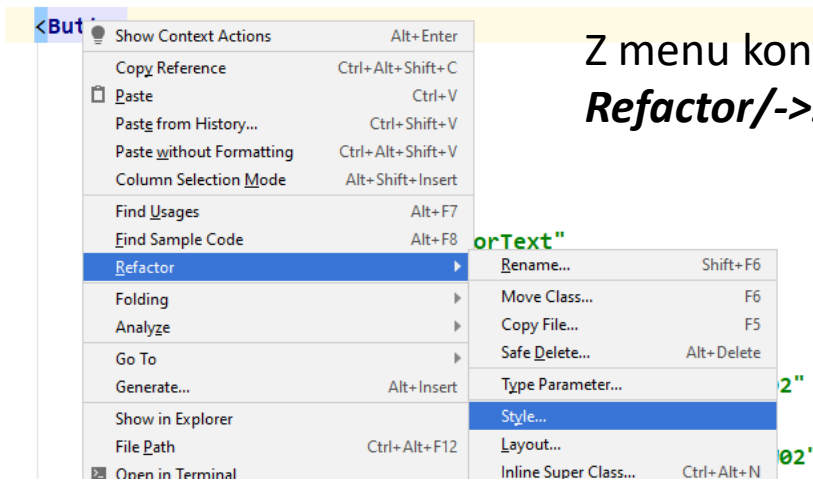 <But
Z menu kon
Refactor/->
Show Context Actions Alt+Enter
Copy Reference Ctrl+Alt+Shift+C
Paste Ctrl+V
Paste from History... Ctrl+Shift+V
Paste without Formatting Ctrl+Alt+Shift+V
Column Selection Mode Alt+Shift+Insert
Find Usages Alt+F7
Find Sample Code Alt+F8
orText"
Refactor
Folding
Analyze
Go To
Generate... Alt+Insert
Show in Explorer
File Path Ctrl+Alt+F12
Open in Terminal
Rename... Shift+F6
Move Class... F6
Copy File... F5
Safe Delete... Alt+Delete
Type Parameter...
2"
Style...
Layout...
02"
Inline Super Class... Ctrl+Alt+N